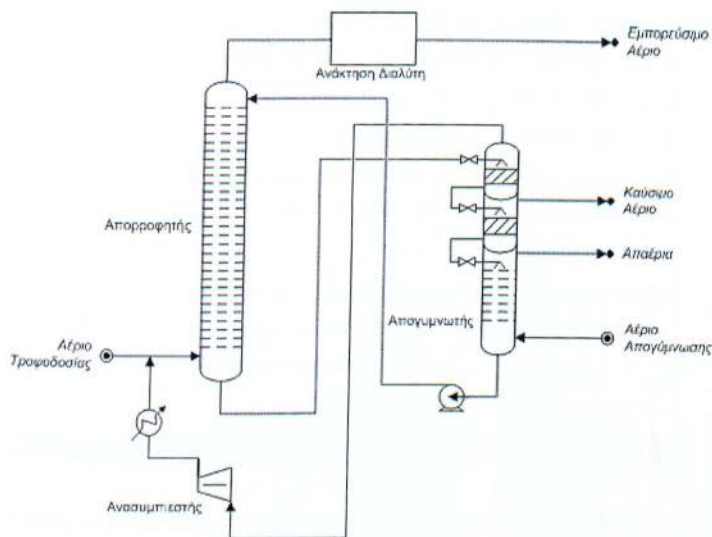 Εμπορεύσιμο
Αέριο
Ανάκτηση Διαλύτη
Καύσιμο
Αέριο
Απορροφητής
Απαέρια
Απογυμνωτής
Αέριο
Τροφοδοσίας
Αέριο
Απογύμνωσης
Ανασυμπιεστής